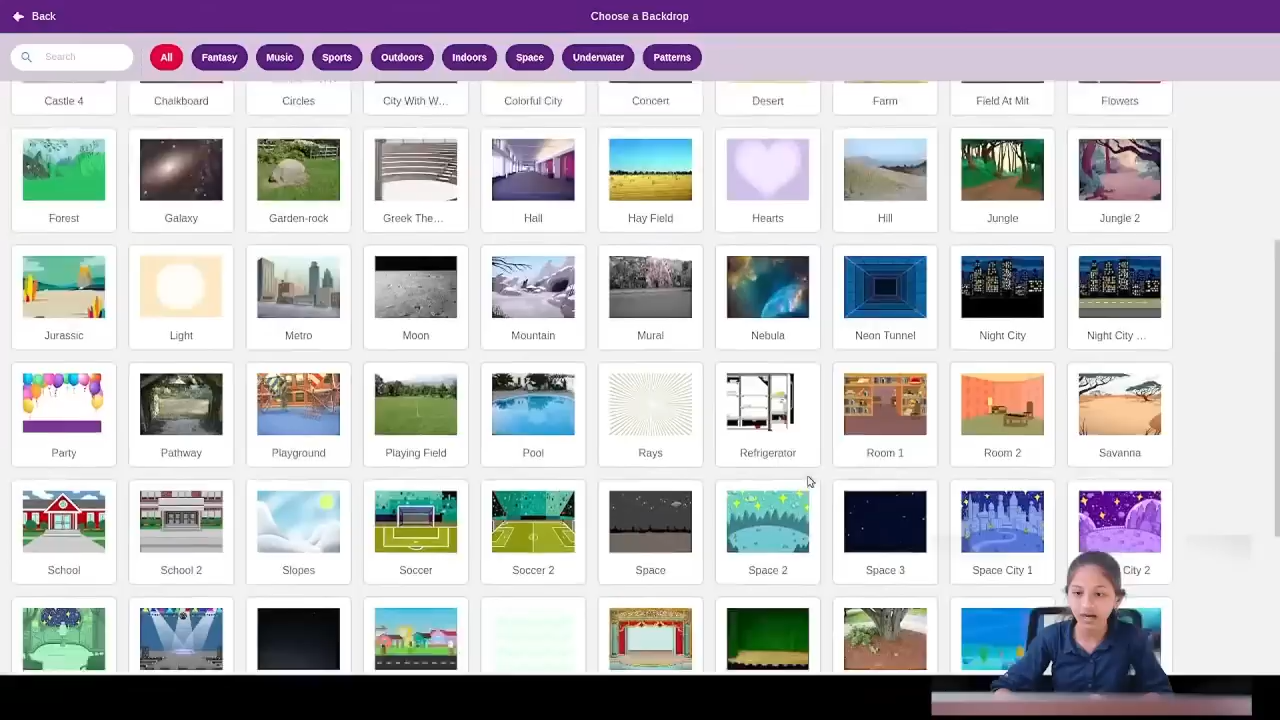 Back
Choose a Backdrop
Search
All
Fantasy
Music
Sports
Outdoors
Indoors
Space
Underwater
Patterns
Castle 4
Chalkboard
Circles
City With W...
Colorful City
Concert
Desert
Farm
Field At Mit
Flowers
Forest
Galaxy
Garden-rock
Greek The...
Hall
Hay Field
Hearts
Hill
Jungle
Jungle 2
Jurassic
Light
Metro
Moon
Mountain
Mural
Nebula
Neon Tunnel
Night City
Night City ...
Party
Pathway
Playground
Playing Field
Pool
Rays
Refrigerator
Room 1
Room 2
Savanna
School
School 2
Slopes
Soccer
Soccer 2
Space
Space 2
Space 3
Space City 1
City 2